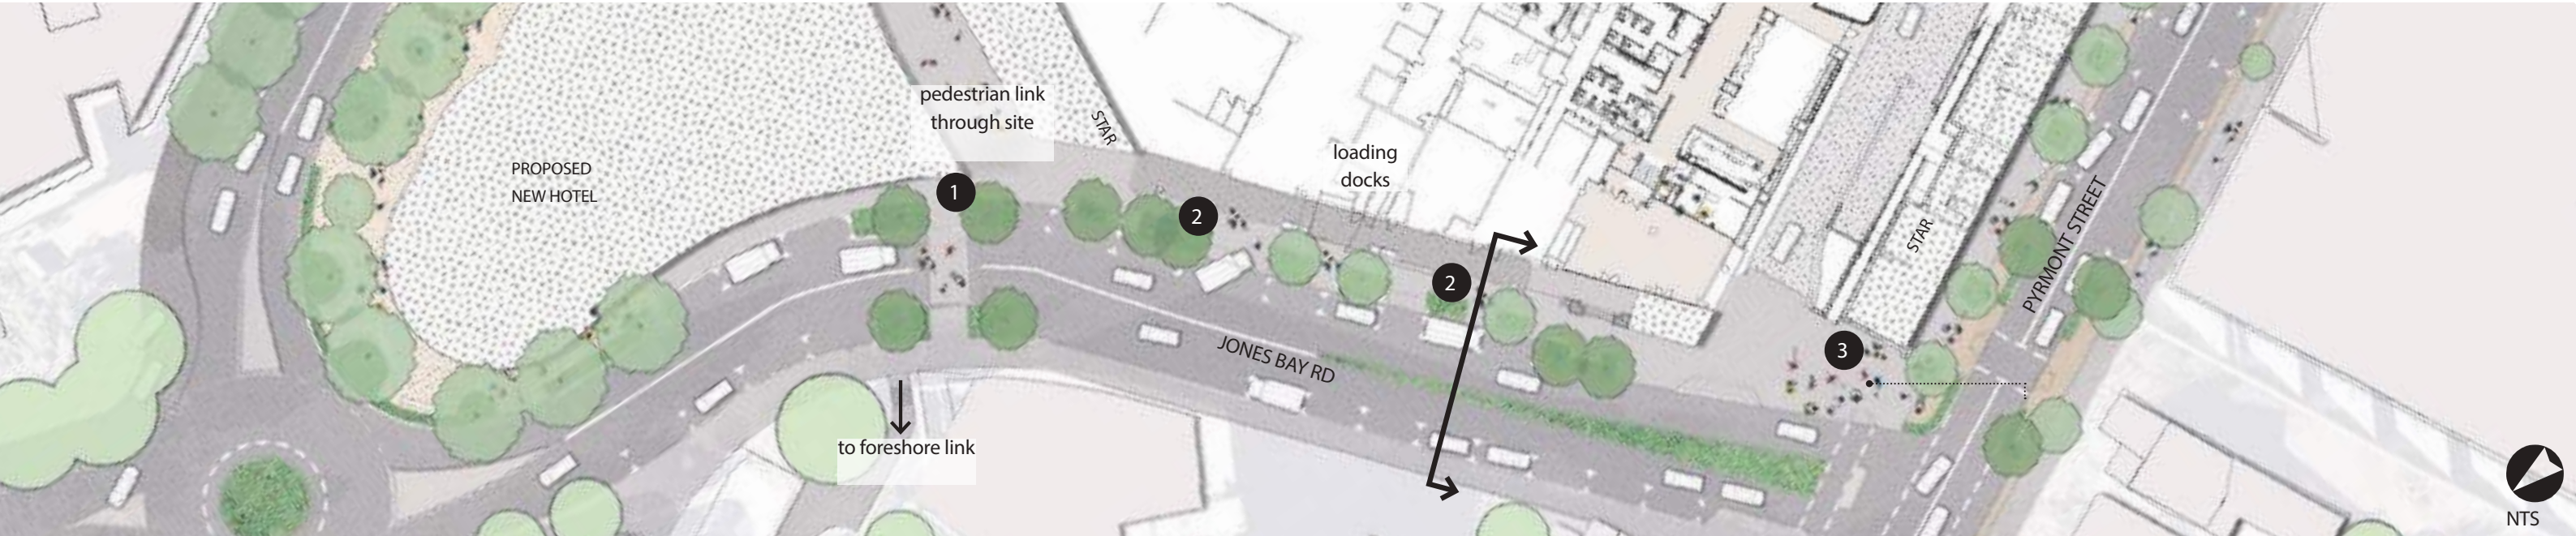 PROPOSED
NEW HOTEL
pedestrian link
through site
STAR
loading
docks
1
2
2
3
STAR
PYRMONT STREET
JONES BAY RD
to foreshore link
NTS